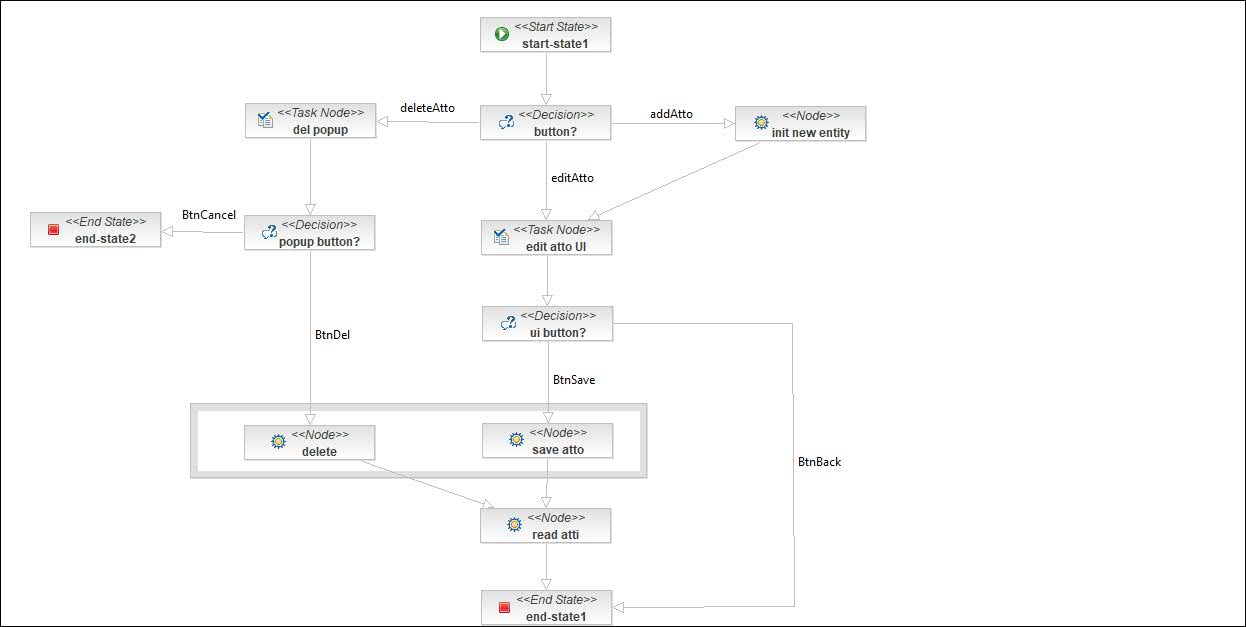 <<Start State>>
start-state1
<<Task Node>>
del popup
deleteAtto
<<Decision>>
button?
addAtto
<<Node>>
init new entity
editAtto
<<End State>>
end-state2
BtnCancel
<<Decision>>
popup button?
<<Task Node>>
edit atto UI
<<Decision>>
ui button?
BtnDel
BtnSave
<<Node>>
delete
<<Node>>
save atto
BtnBack
<<Node>>
read atti
<<End State>>
end-state1